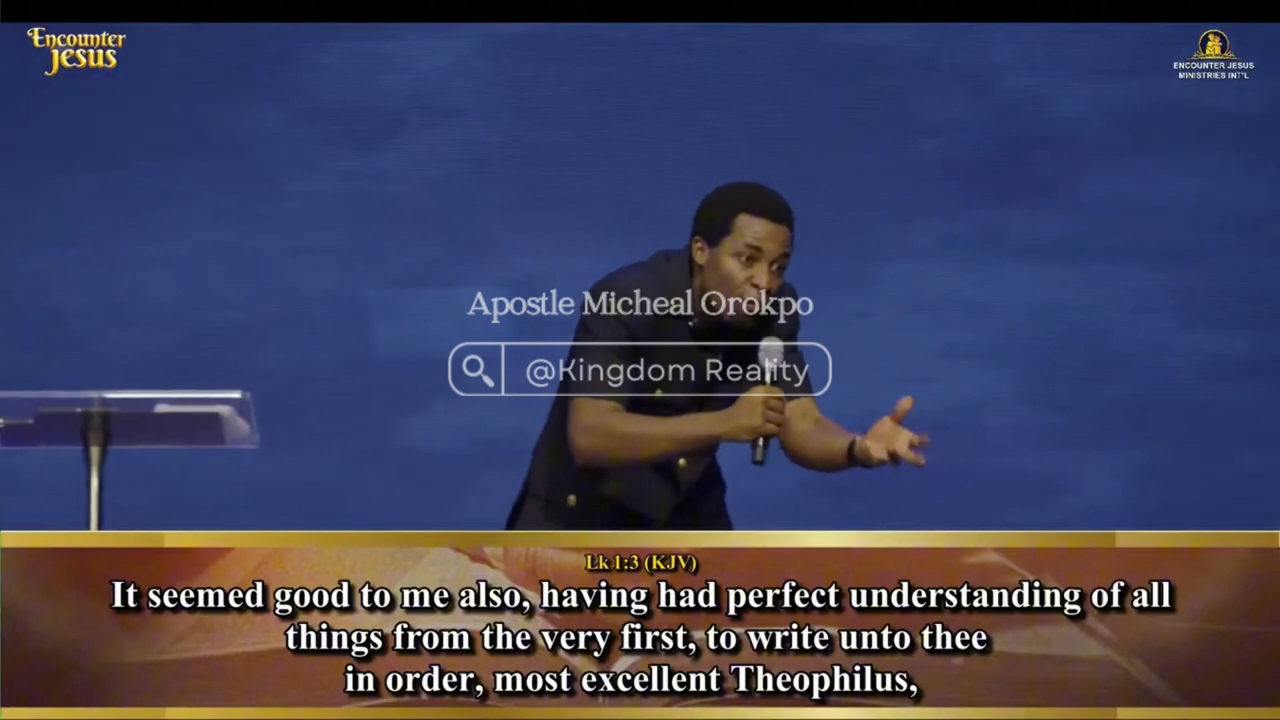 Encounter
Jesus
ENCOUNTER JESUS
MINISTRIES INT'L
Apostle Micheal Orokpo
@Kingdom Reality
Lk 1:3 (KJV)
It seemed good to me also, having had perfect understanding of all
things from the very first, to write unto thee
in order, most excellent Theophilus,